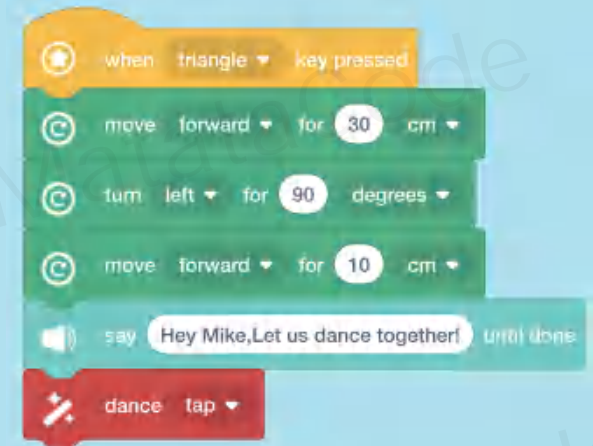 when triangle key pressed
move forward for 30 cm
turn left for 90 degrees
move forward for 10 cm
say Hey Mike,Let us dance together! until done
dance tap
Matatacode